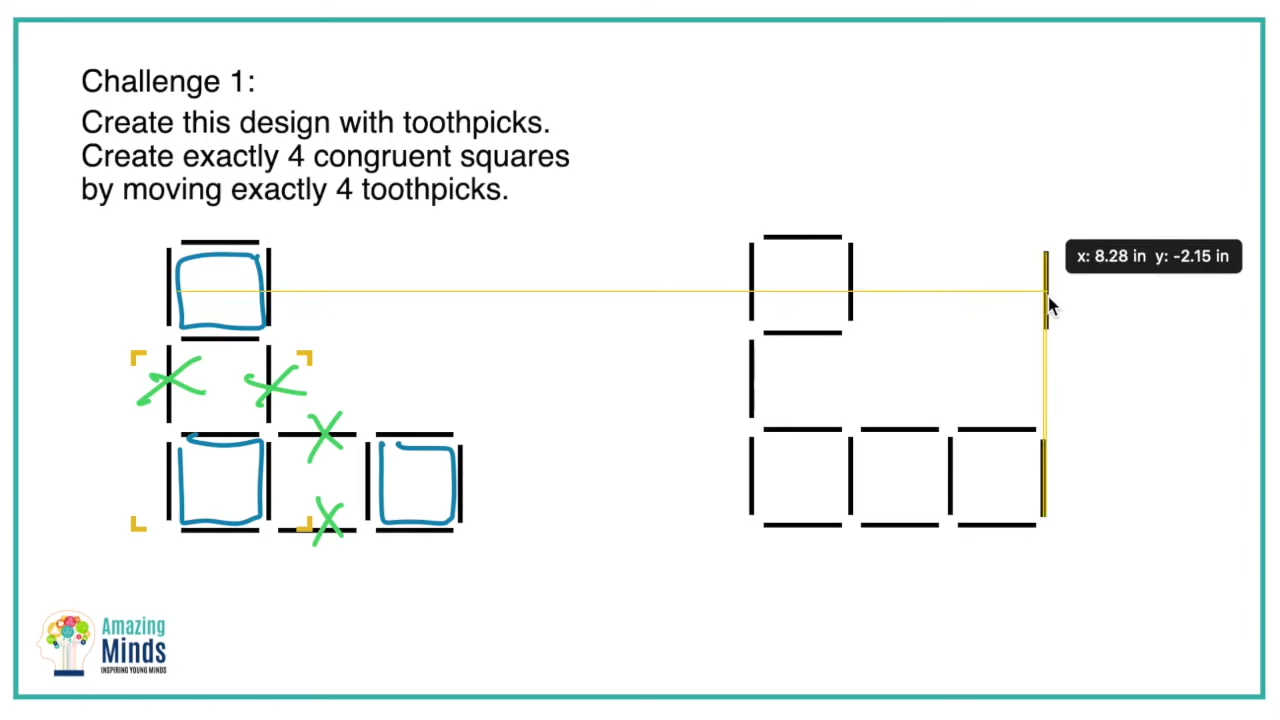 Challenge 1:
Create this design with toothpicks.
Create exactly 4 congruent squares
by moving exactly 4 toothpicks.
x: 8.28 in y: -2.15 in
Amazing
Minds
INSPIRING YOUNG MINDS